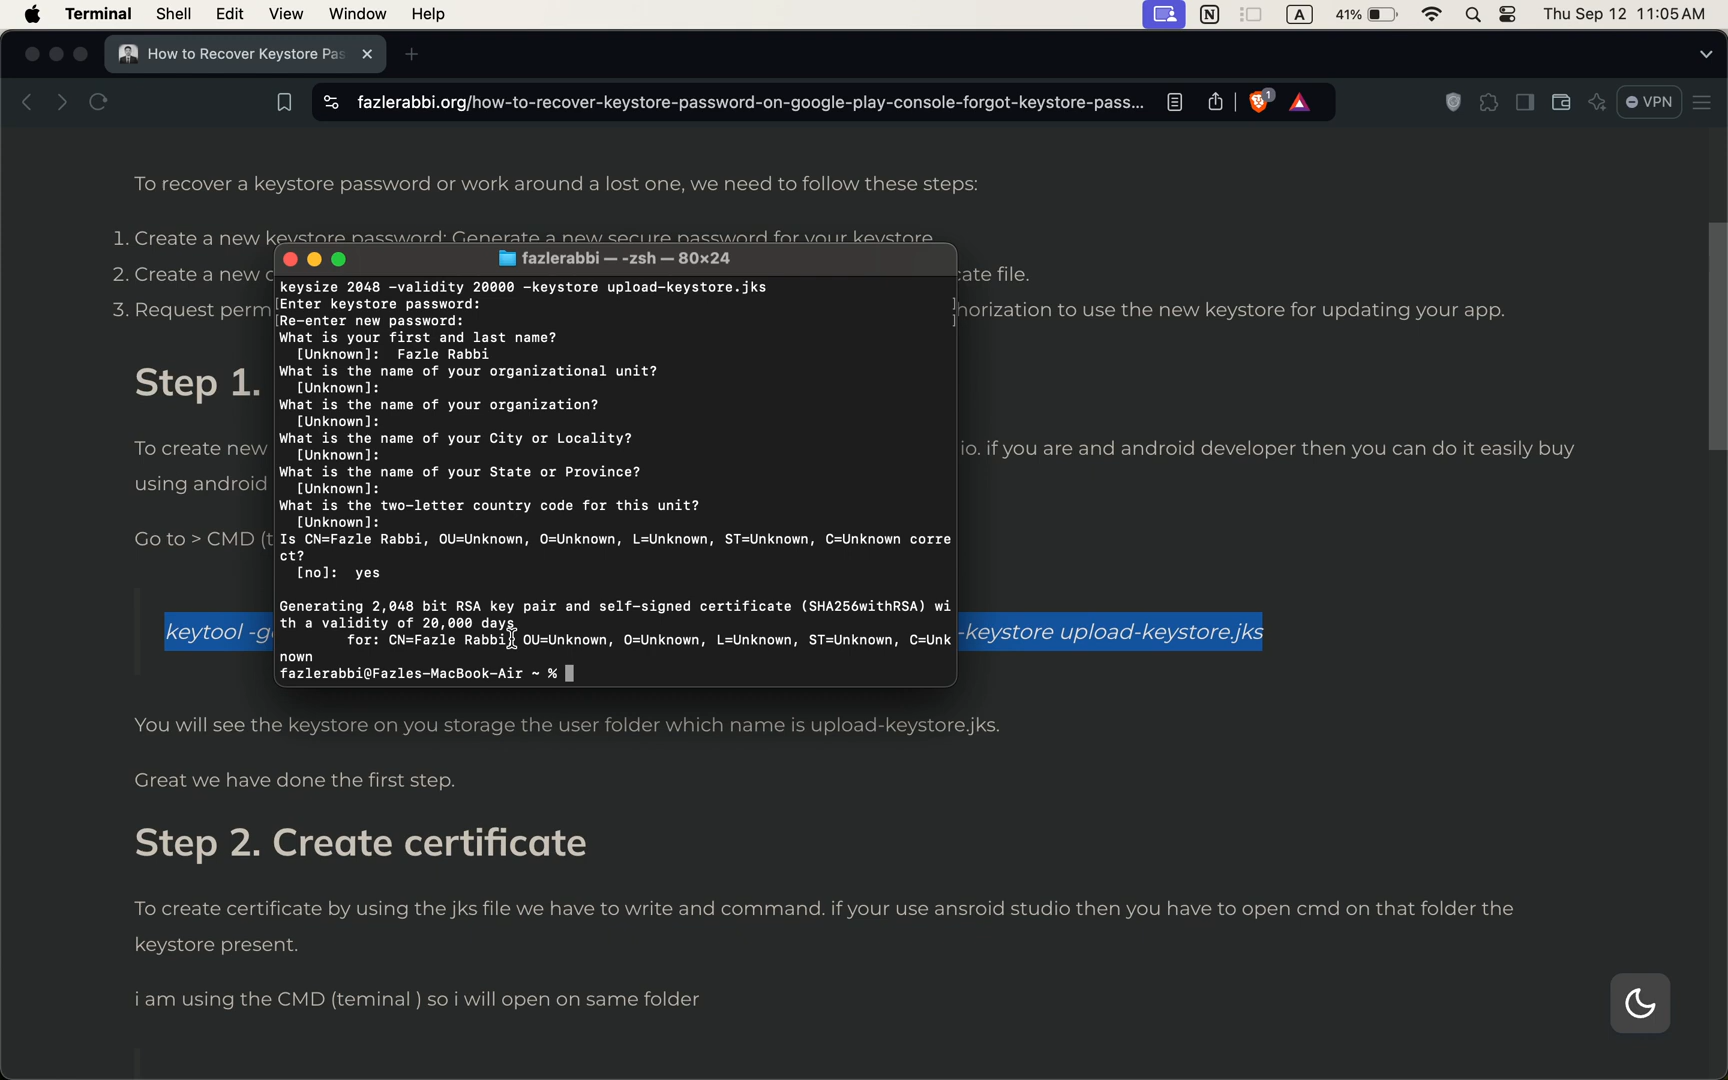 Terminal Shell Edit View Window Help A 41% Thu Sep 12 11:05 AM
How to Recover Keystore Pas
fazlerabbi.org/how-to-recover-keystore-password-on-google-play-console-forgot-keystore-pass... 1 VPN
To recover a keystore password or work around a lost one, we need to follow these steps:
1. Create a new keystore password: Generate a new secure password for your keystore.
2. Create a new c
ate file.
3. Request perm
horization to use the new keystore for updating your app.
fazlerabbi — -zsh — 80×24
keysize 2048 -validity 20000 -keystore upload-keystore.jks
[Enter keystore password: ]
[Re-enter new password: ]
What is your first and last name?
[Unknown]: Fazle Rabbi
What is the name of your organizational unit?
[Unknown]:
What is the name of your organization?
[Unknown]:
What is the name of your City or Locality?
[Unknown]:
What is the name of your State or Province?
[Unknown]:
What is the two-letter country code for this unit?
[Unknown]:
Is CN=Fazle Rabbi, OU=Unknown, O=Unknown, L=Unknown, ST=Unknown, C=Unknown corre
ct?
[no]: yes
Generating 2,048 bit RSA key pair and self-signed certificate (SHA256withRSA) wi
th a validity of 20,000 days
for: CN=Fazle Rabbi, OU=Unknown, O=Unknown, L=Unknown, ST=Unknown, C=Unk
nown
fazlerabbi@Fazles-MacBook-Air ~ %
Step 1.
To create new
io. if you are and android developer then you can do it easily buy
using android
Go to > CMD (t
keytool -ge
-keystore upload-keystore.jks
You will see the keystore on you storage the user folder which name is upload-keystore.jks.
Great we have done the first step.
Step 2. Create certificate
To create certificate by using the jks file we have to write and command. if your use ansroid studio then you have to open cmd on that folder the
keystore present.
i am using the CMD (teminal ) so i will open on same folder